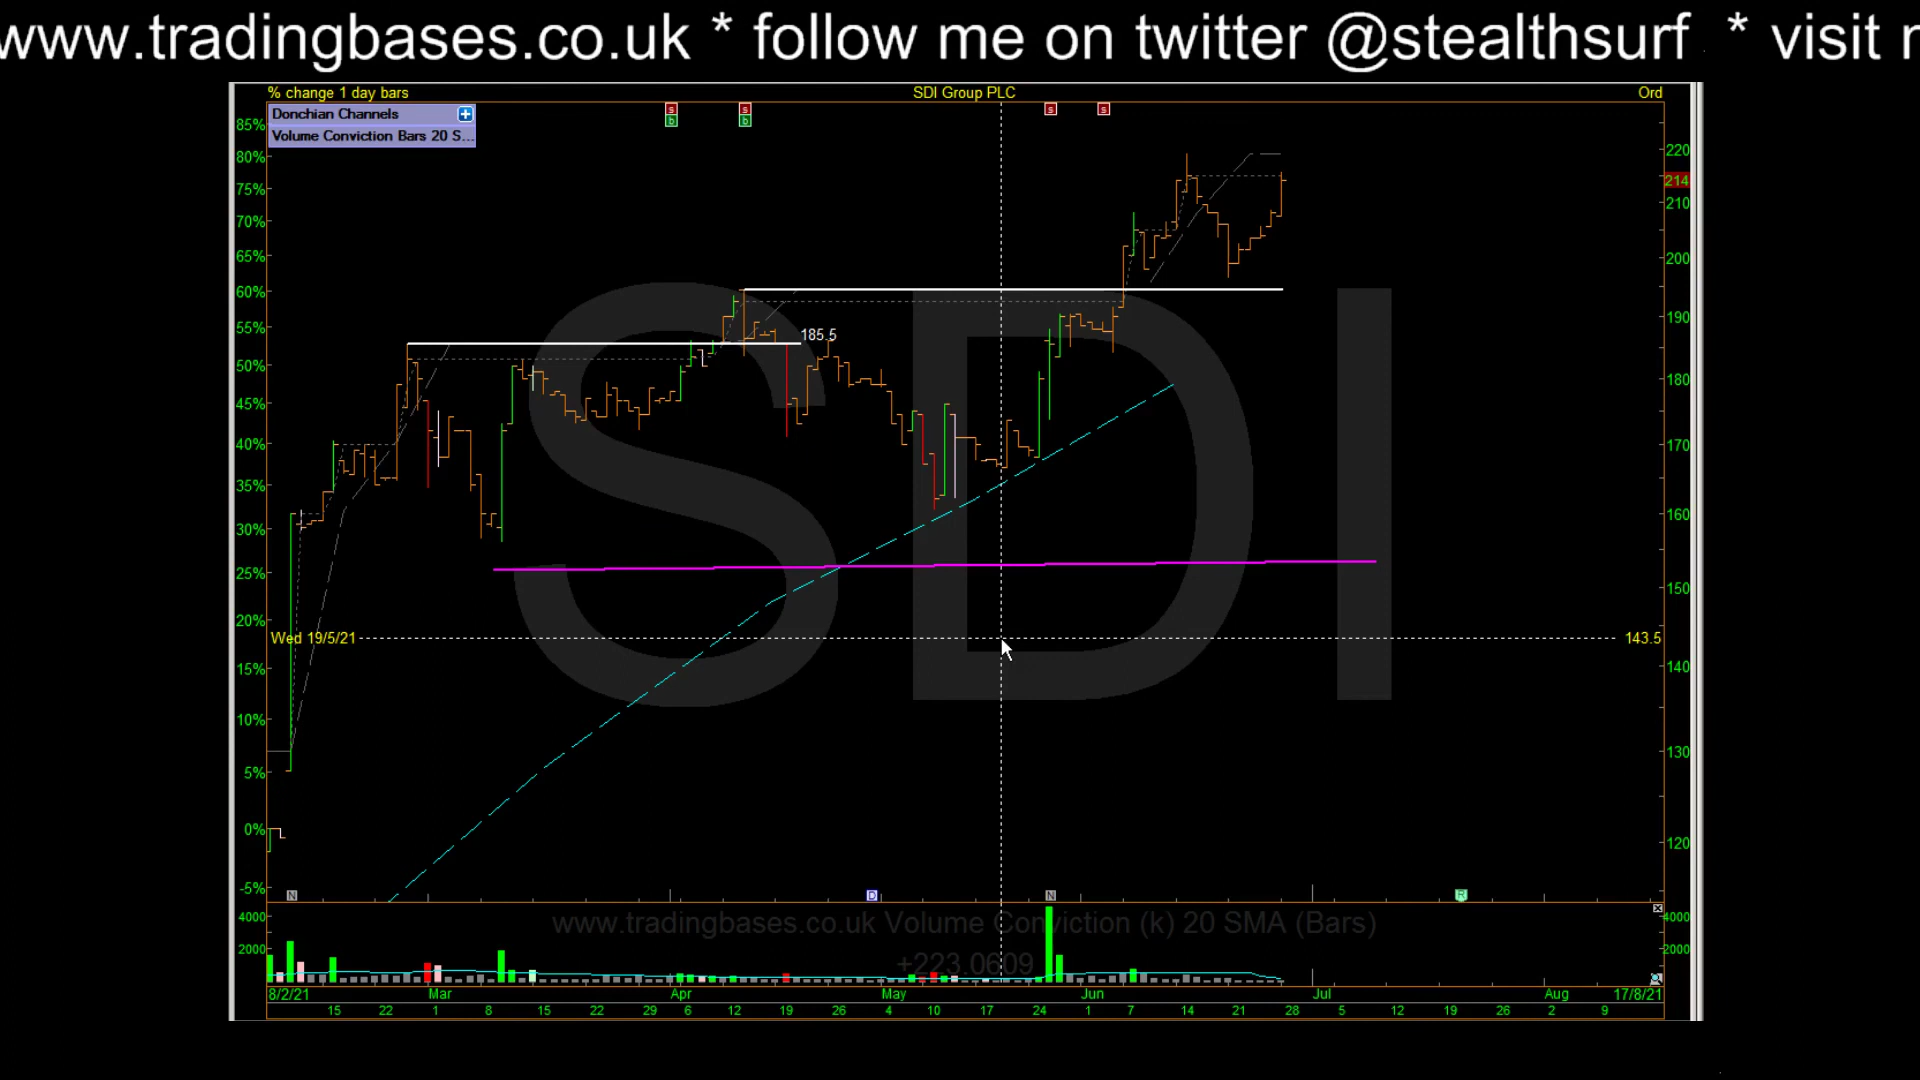 www.tradingbases.co.uk * follow me on twitter @stealthsurf * visit
% change 1 day bars SDI Group PLC Ord
Donchian Channels
Volume Conviction Bars 20 S...
s s s s
b b
85%
80% 220
75% 214
70% 210
65% 200
60%
55% 190
185.5
50% 180
45%
40% 170
35%
30% 160
25% 150
20%
Wed 19/5/21 143.5
15% 140
10%
5% 130
0% 120
-5%
SDI
N D N R
4000 www.tradingbases.co.uk Volume Conviction (k) 20 SMA (Bars) 4000
2000 +223.0609 2000
8/2/21 Mar Apr May Jun Jul Aug 17/8/21
15 22 1 8 15 22 29 6 12 19 26 4 10 17 24 1 7 14 21 28 5 12 19 26 2 9